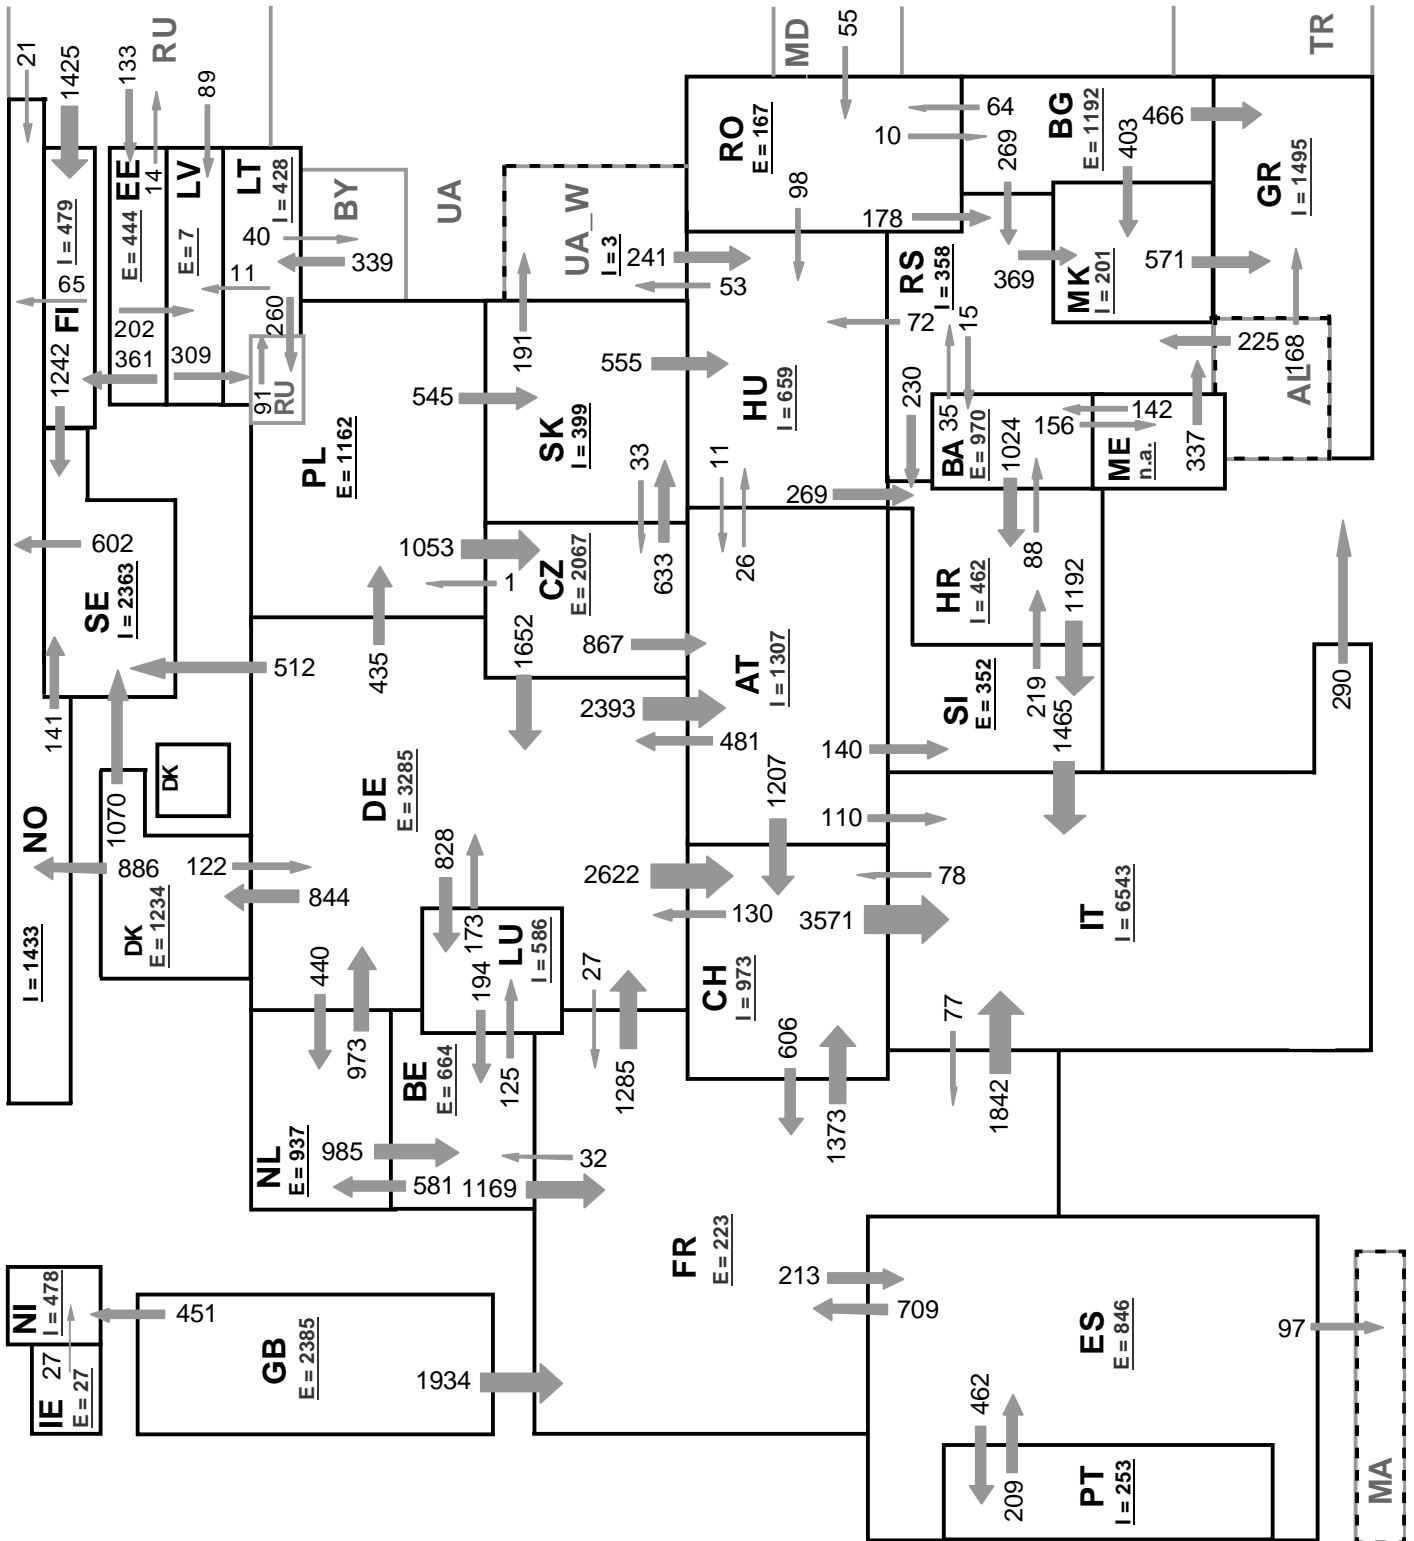 21
1425
133
RU
89
MD
55
TR
14
EE
E = 444
LV
E = 7
LT
I = 428
BY
UA
UA_W
I = 3
RO
E = 167
64
10
269
BG
E = 1192
403
466
GR
I = 1495
I = 479
FI
65
1242
361
202
309
11
40
339
260
91
RU
241
53
98
178
RS
I = 358
369
MK
I = 201
571
225
168
AL
191
555
545
72
15
35
230
BA
E = 970
1024
156
142
ME
n.a.
337
PL
E = 1162
SK
I = 399
HU
I = 659
33
633
11
26
269
88
1053
1
CZ
E = 2067
602
SE
I = 2363
512
141
435
1652
867
2393
481
AT
I = 1307
HR
I = 462
1192
219
SI
E = 352
1465
290
140
110
1207
DK
1070
NO
I = 1433
886
DK
E = 1234
122
844
DE
E = 3285
828
173
LU
I = 586
194
125
2622
130
78
3571
CH
I = 973
IT
I = 6543
440
973
27
1285
606
1373
77
1842
BE
E = 664
NL
E = 937
985
581
1169
32
FR
E = 223
NI
I = 478
451
IE
27
E = 27
GB
E = 2385
1934
213
709
ES
E = 846
97
462
209
PT
I = 253
MA